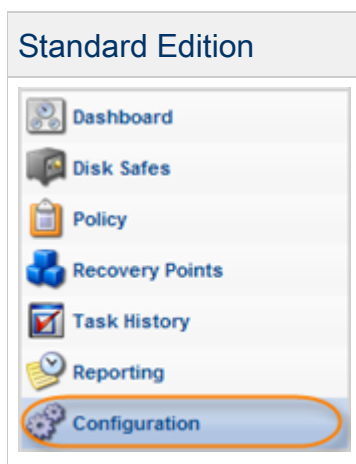 Standard Edition
Dashboard
Disk Safes
Policy
Recovery Points
Task History
Reporting
Configuration